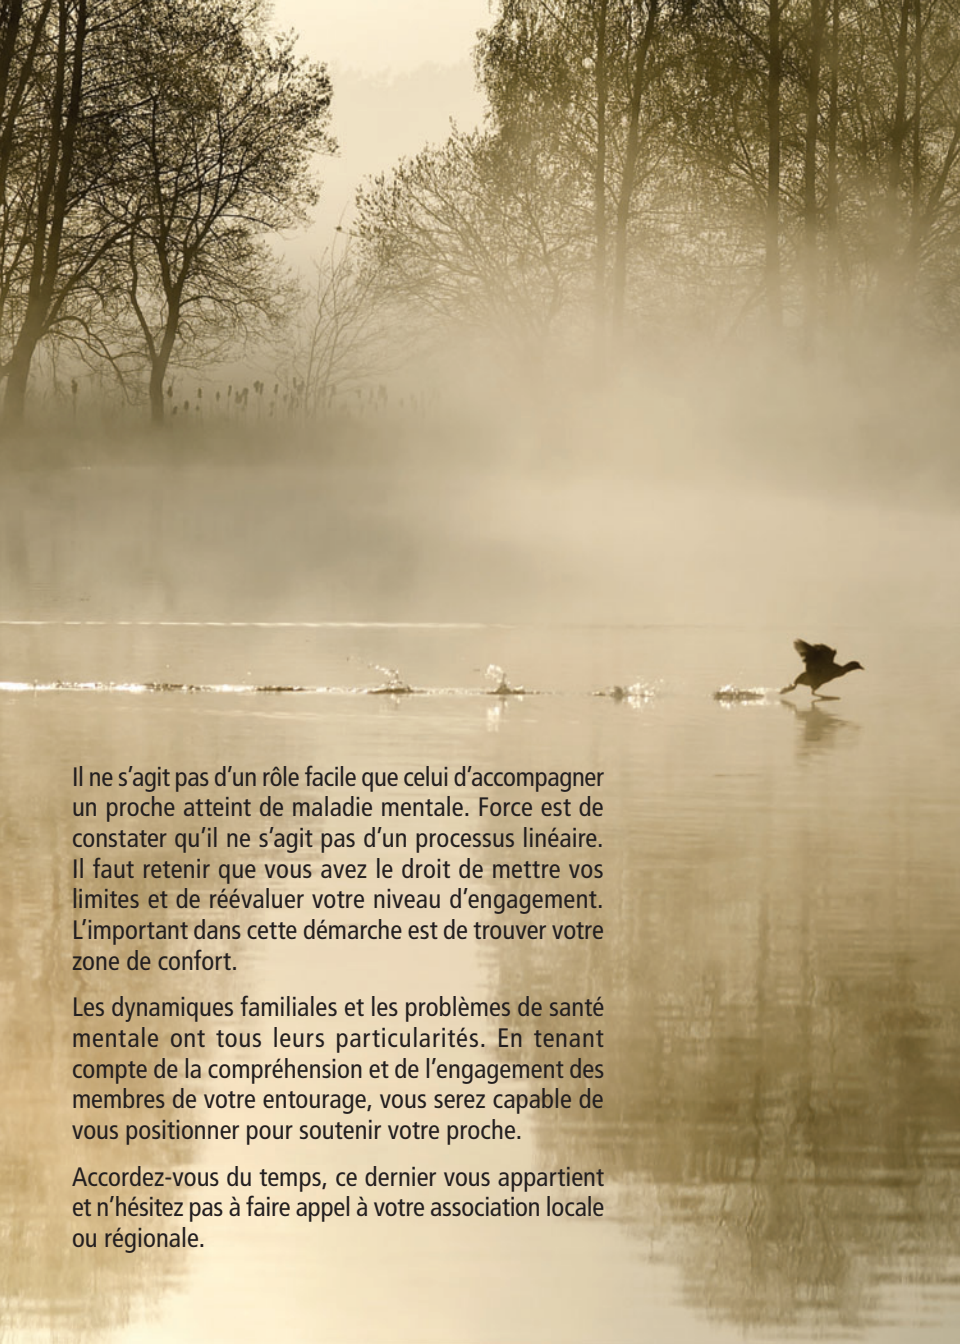 Il ne s’agit pas d’un rôle facile que celui d’accompagner
un proche atteint de maladie mentale. Force est de
constater qu’il ne s’agit pas d’un processus linéaire.
Il faut retenir que vous avez le droit de mettre vos
limites et de réévaluer votre niveau d’engagement.
L’important dans cette démarche est de trouver votre
zone de confort.
Les dynamiques familiales et les problèmes de santé
mentale ont tous leurs particularités. En tenant
compte de la compréhension et de l’engagement des
membres de votre entourage, vous serez capable de
vous positionner pour soutenir votre proche.
Accordez-vous du temps, ce dernier vous appartient
et n’hésitez pas à faire appel à votre association locale
ou régionale.